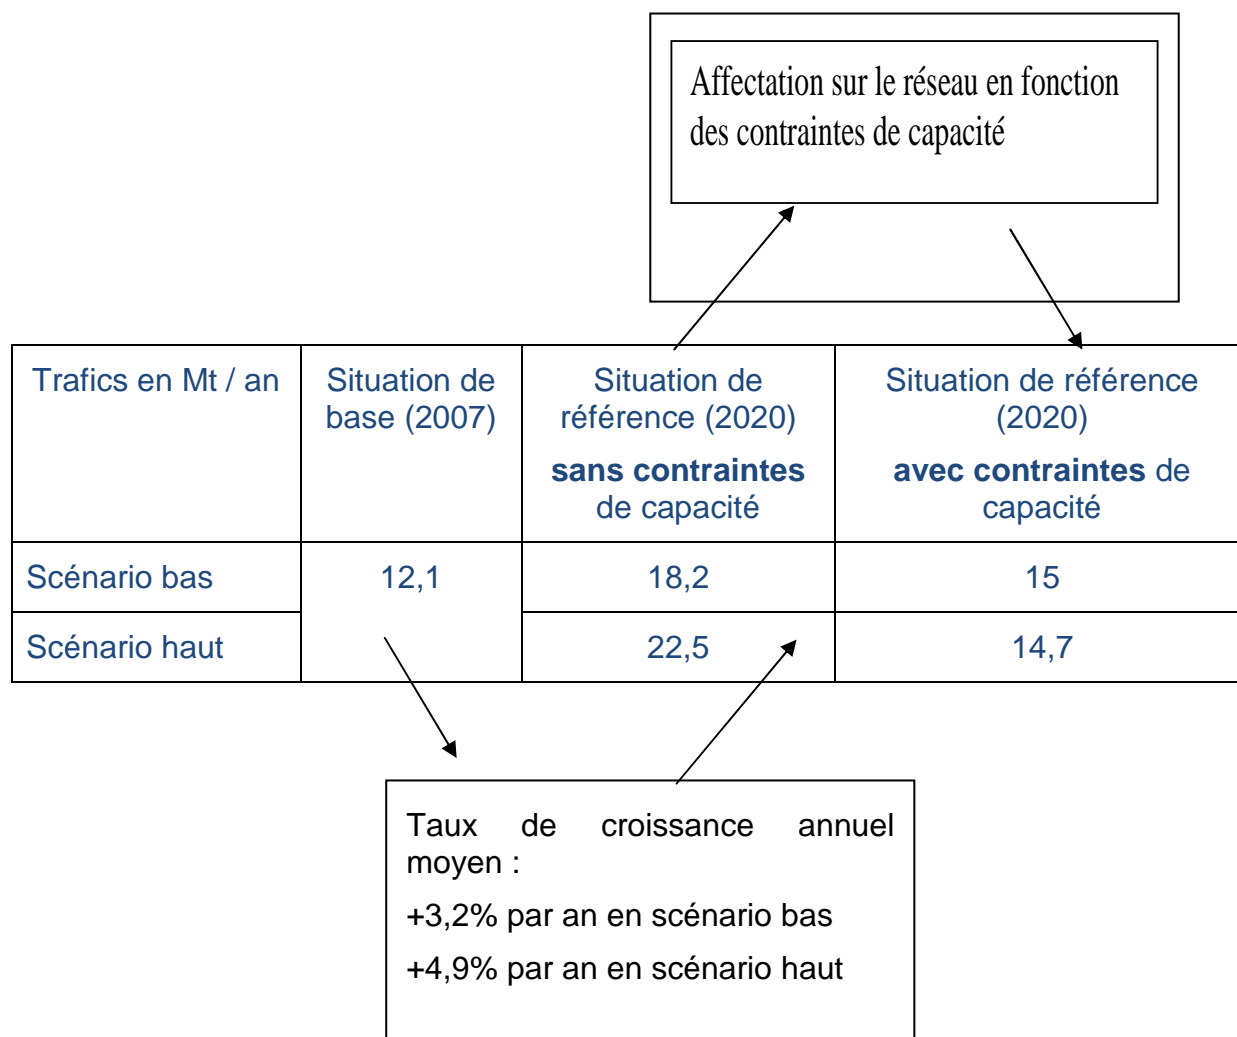 Affectation sur le réseau en fonction
des contraintes de capacité
Trafics en Mt / an
Situation de
base (2007)
Situation de
référence (2020)
sans contraintes
de capacité
Situation de référence
(2020)
avec contraintes de
capacité
Scénario bas
12,1
18,2
15
Scénario haut
22,5
14,7
Taux de croissance annuel
moyen :
+3,2% par an en scénario bas
+4,9% par an en scénario haut